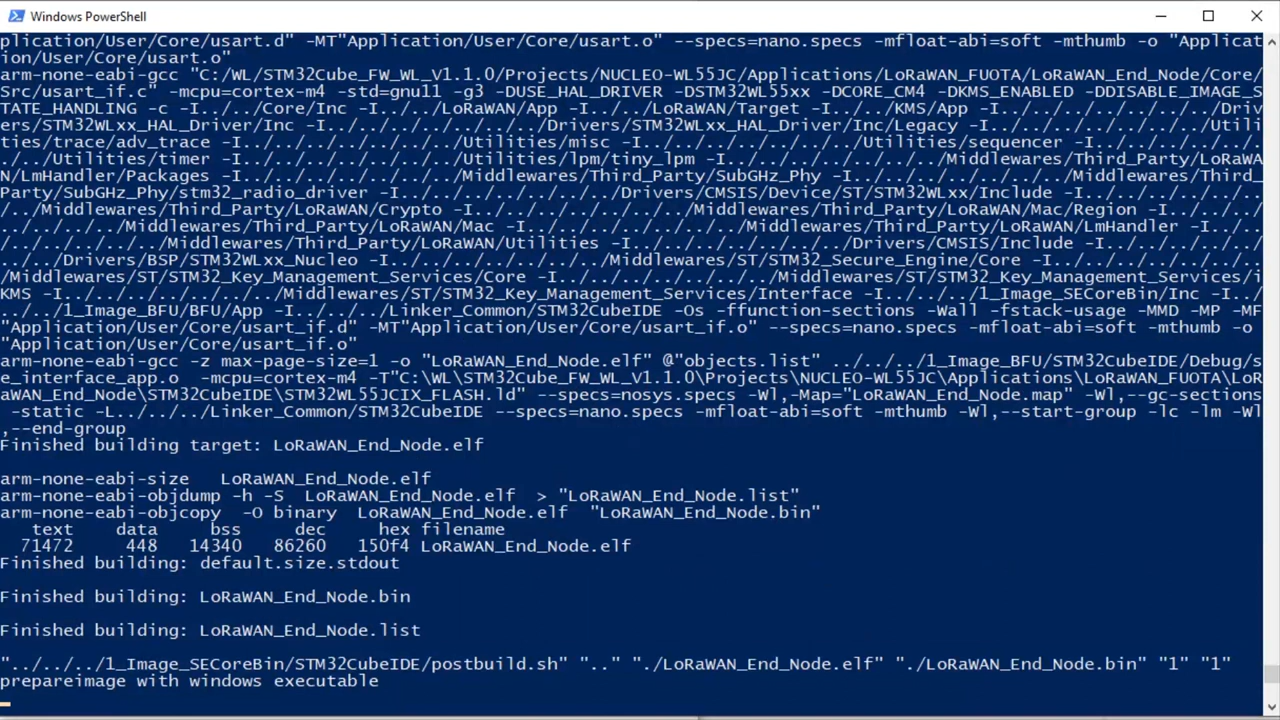 Windows PowerShell
plication/User/Core/usart.d" -MT"Application/User/Core/usart.o" --specs=nano.specs -mfloat-abi=soft -mthumb -o "Applicat
ion/User/Core/usart.o"
arm-none-eabi-gcc "C:/WL/STM32Cube_FW_WL_V1.1.0/Projects/NUCLEO-WL55JC/Applications/LoRaWAN_FUOTA/LoRaWAN_End_Node/Core/
Src/usart_if.c" -mcpu=cortex-m4 -std=gnu11 -g3 -DUSE_HAL_DRIVER -DSTM32WL55xx -DCORE_CM4 -DKMS_ENABLED -DDISABLE_IMAGE_S
TATE_HANDLING -c -I../../Core/Inc -I../../LoRaWAN/App -I../../LoRaWAN/Target -I../../KMS/App -I../../../../../../../Driv
ers/STM32WLxx_HAL_Driver/Inc -I../../../../../../../Drivers/STM32WLxx_HAL_Driver/Inc/Legacy -I../../../../../../../Utili
ties/trace/adv_trace -I../../../../../../../Utilities/misc -I../../../../../../../Utilities/sequencer -I../../../../../.
./../Utilities/timer -I../../../../../../../Utilities/lpm/tiny_lpm -I../../../../../../../Middlewares/Third_Party/LoRaWA
N/LmHandler/Packages -I../../../../../../../Middlewares/Third_Party/SubGHz_Phy -I../../../../../../../Middlewares/Third_
Party/SubGHz_Phy/stm32_radio_driver -I../../../../../../../Drivers/CMSIS/Device/ST/STM32WLxx/Include -I../../../../../..
/../Middlewares/Third_Party/LoRaWAN/Crypto -I../../../../../../../Middlewares/Third_Party/LoRaWAN/Mac/Region -I../../../
../../../../Middlewares/Third_Party/LoRaWAN/Mac -I../../../../../../../Middlewares/Third_Party/LoRaWAN/LmHandler -I../..
/../../../../../Middlewares/Third_Party/LoRaWAN/Utilities -I../../../../../../../Drivers/CMSIS/Include -I../../../../../
../../Drivers/BSP/STM32WLxx_Nucleo -I../../../../../../../Middlewares/ST/STM32_Secure_Engine/Core -I../../../../../../..
/Middlewares/ST/STM32_Key_Management_Services/Core -I../../../../../../../Middlewares/ST/STM32_Key_Management_Services/i
KMS -I../../../../../../../Middlewares/ST/STM32_Key_Management_Services/Interface -I../../../1_Image_SECoreBin/Inc -I../
../../1_Image_BFU/BFU/App -I../../../Linker_Common/STM32CubeIDE -Os -ffunction-sections -Wall -fstack-usage -MMD -MP -MF
"Application/User/Core/usart_if.d" -MT"Application/User/Core/usart_if.o" --specs=nano.specs -mfloat-abi=soft -mthumb -o
"Application/User/Core/usart_if.o"
arm-none-eabi-gcc -z max-page-size=1 -o "LoRaWAN_End_Node.elf" @"objects.list" ../../../1_Image_BFU/STM32CubeIDE/Debug/s
e_interface_app.o  -mcpu=cortex-m4 -T"C:\WL\STM32Cube_FW_WL_V1.1.0\Projects\NUCLEO-WL55JC\Applications\LoRaWAN_FUOTA\LoR
aWAN_End_Node\STM32CubeIDE\STM32WL55JCIX_FLASH.ld" --specs=nosys.specs -Wl,-Map="LoRaWAN_End_Node.map" -Wl,--gc-sections
-static -L../../../Linker_Common/STM32CubeIDE --specs=nano.specs -mfloat-abi=soft -mthumb -Wl,--start-group -lc -lm -Wl
,--end-group
Finished building target: LoRaWAN_End_Node.elf
arm-none-eabi-size   LoRaWAN_End_Node.elf
arm-none-eabi-objdump -h -S  LoRaWAN_End_Node.elf  > "LoRaWAN_End_Node.list"
arm-none-eabi-objcopy  -O binary  LoRaWAN_End_Node.elf  "LoRaWAN_End_Node.bin"
   text    data     bss     dec     hex filename
  71472     448   14340   86260   150f4 LoRaWAN_End_Node.elf
Finished building: default.size.stdout
Finished building: LoRaWAN_End_Node.bin
Finished building: LoRaWAN_End_Node.list
"../../../1_Image_SECoreBin/STM32CubeIDE/postbuild.sh" ".." "./LoRaWAN_End_Node.elf" "./LoRaWAN_End_Node.bin" "1" "1"
prepareimage with windows executable